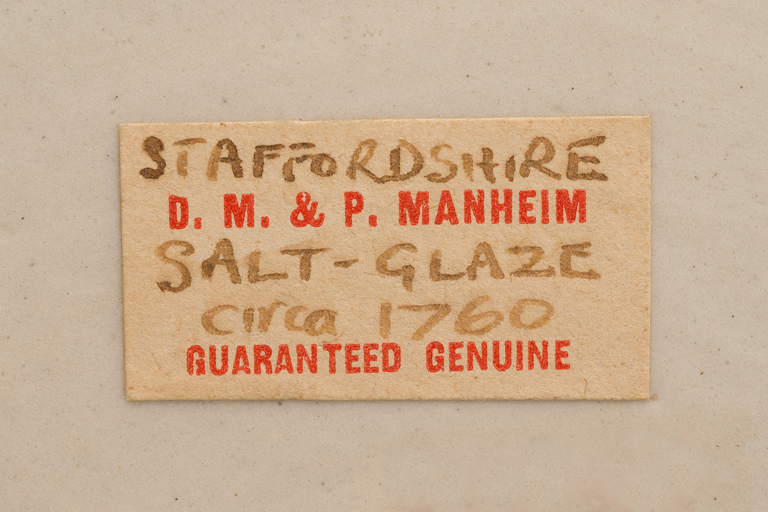 STAFFORDSHIRE
D. M. & P. MANHEIM
SALT-GLAZE
circa 1760
GUARANTEED GENUINE